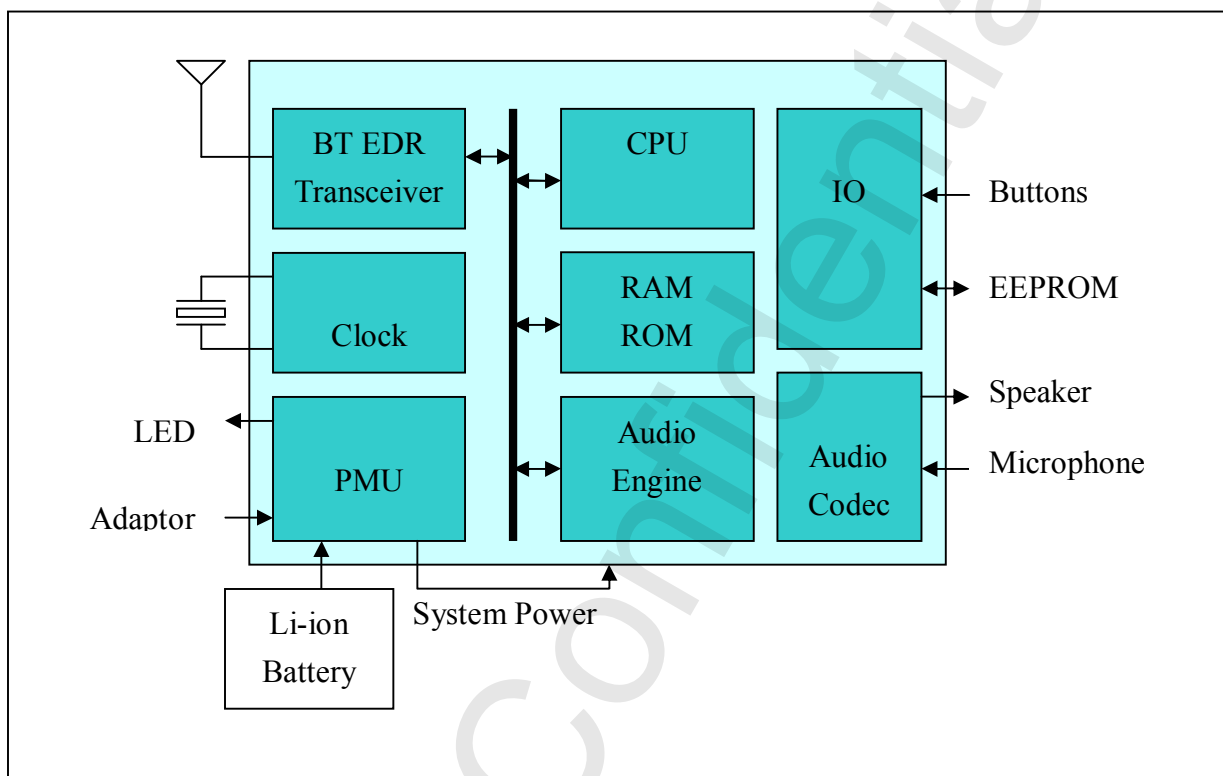 BT EDR
Transceiver
CPU
IO
Buttons
EEPROM
Clock
RAM
ROM
LED
PMU
Adaptor
Audio
Engine
Audio
Codec
Speaker
Microphone
Li-ion
Battery
System Power
Confidentia